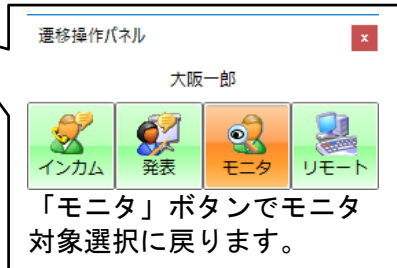 遷移操作パネル
x
大阪一郎
インカム 発表 モニタ リモート
「モニタ」ボタンでモニタ
対象選択に戻ります。